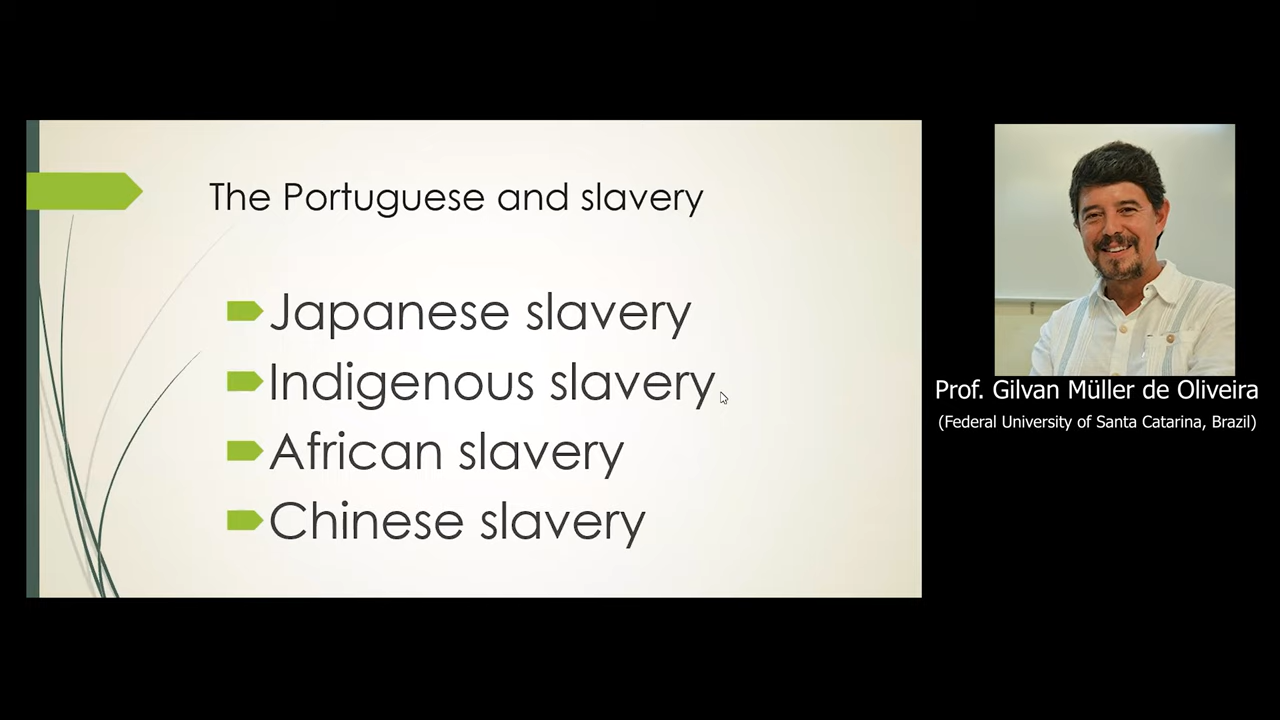 The Portuguese and slavery
Japanese slavery
Indigenous slavery
African slavery
Chinese slavery
Prof. Gilvan Müller de Oliveira
(Federal University of Santa Catarina, Brazil)